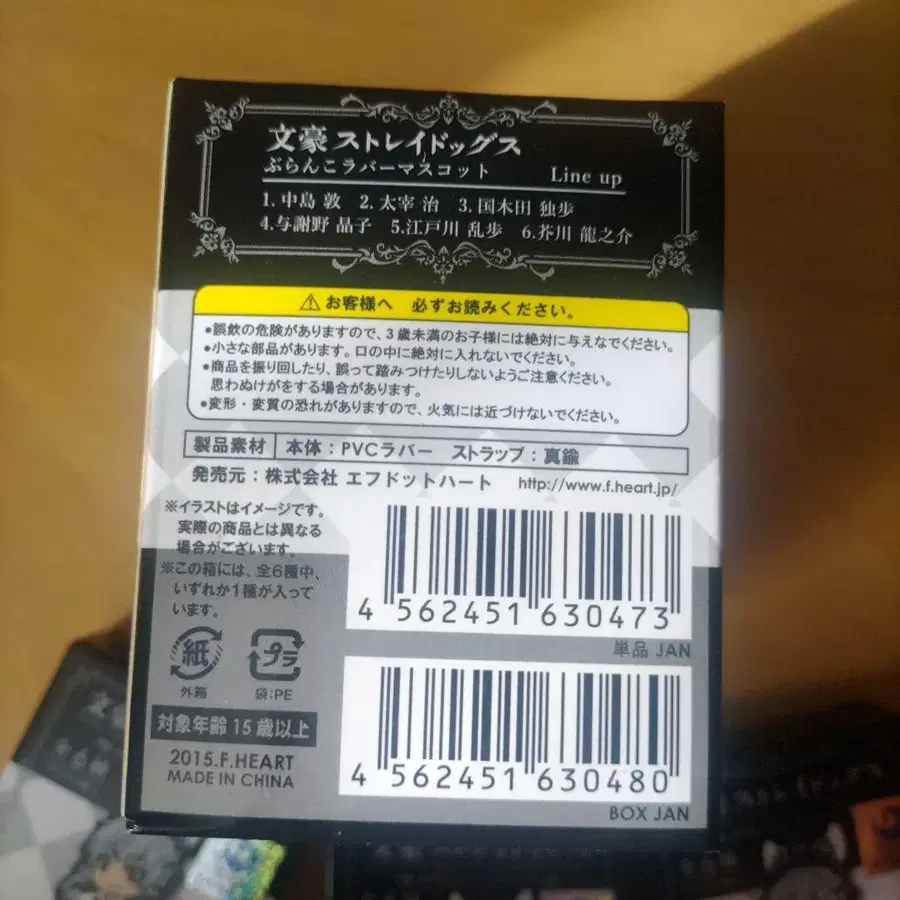 文豪ストレイドッグス
ぶらんこラバーマスコット Line up
1. 中島 敦 2. 太宰 治 3. 国木田 独歩
4.与謝野 晶子 5.江戸川 乱歩 6.芥川 龍之介
⚠お客様へ 必ずお読みください。
•誤飲の危険がありますので、3歳未満のお子様には絶対に与えなでください。
•小さな部品があります。口の中に絶対に入れないでください。
•商品を振り回したり、誤って踏みつけたりしないようご注意ください。
思わぬけがをする場合があります。
•変形・変質の恐れがありますので、火気には近づけないでください。
製品素材 本体：PVCラバー ストラップ：真鍮
発売元：株式会社 エフドットハート http://www.f.heart.jp/
※イラストはイメージです。
実際の商品とは異なる
場合がございます。
※この箱には、全6種中、
いずれか1種が入って
います。
4 562451 630473
単品 JAN
紙
外箱
プラ
袋:PE
対象年齢15歳以上
2015.F.HEART
MADE IN CHINA
4 562451 630480
BOX JAN